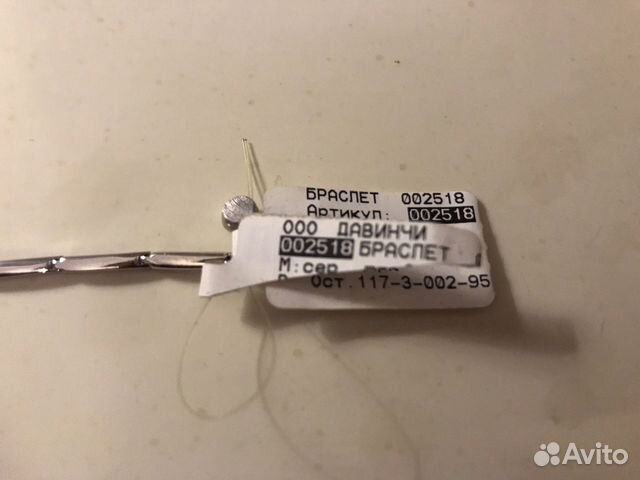 БРАСЛЕТ 002518
Артикул: 002518
ООО ДАВИНЧИ
002518 БРАСЛЕТ
М:сер
Ост.117-3-002-95
Avito